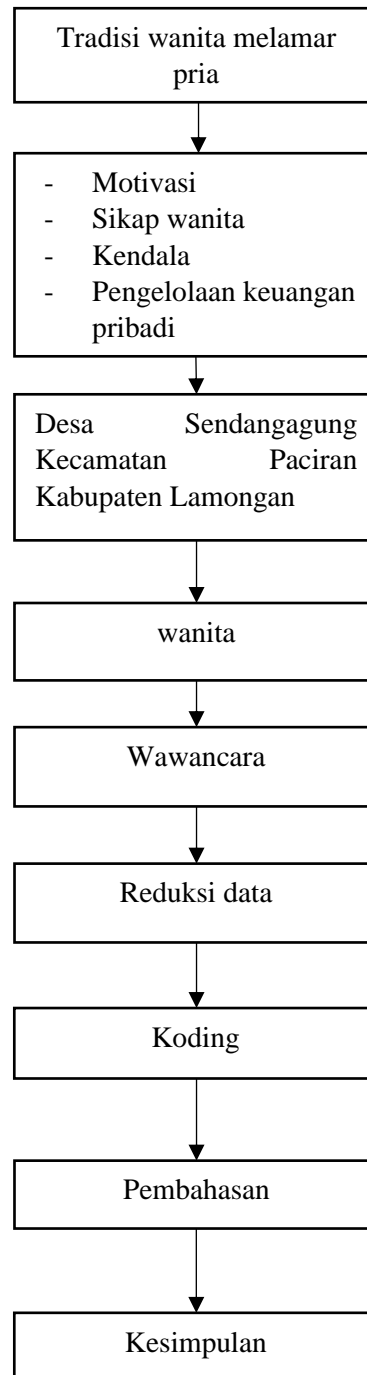 Tradisi wanita melamar
pria
- Motivasi
- Sikap wanita
- Kendala
- Pengelolaan keuangan
pribadi
Desa Sendangagung
Kecamatan Paciran
Kabupaten Lamongan
wanita
Wawancara
Reduksi data
Koding
Pembahasan
Kesimpulan